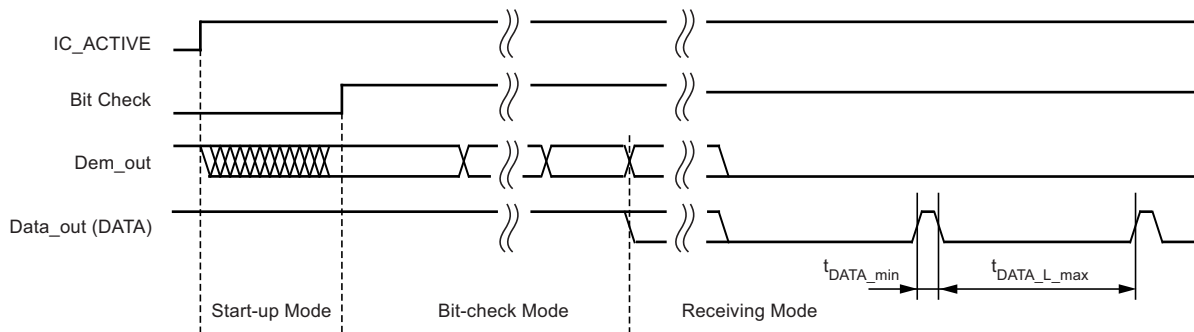 IC_ACTIVE
Bit Check
Dem_out
Data_out (DATA)
tDATA_min
tDATA_L_max
Start-up Mode
Bit-check Mode
Receiving Mode